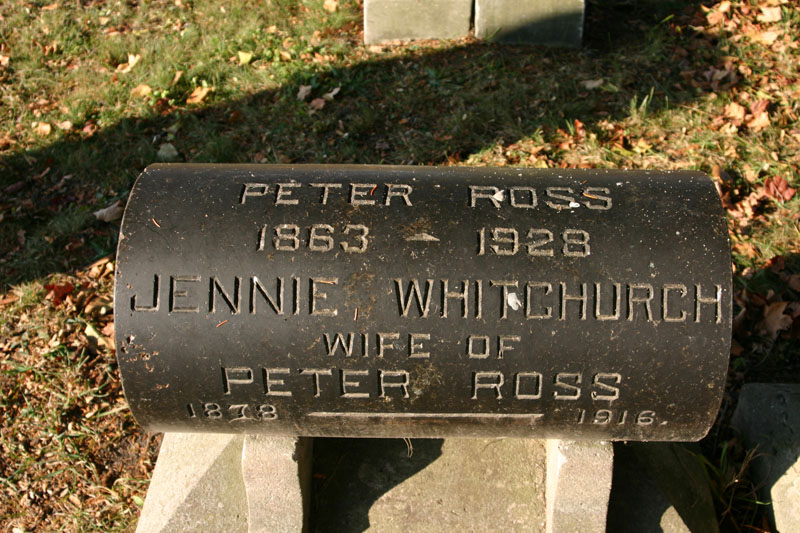 PETER ROSS
1863 - 1928
JENNIE WHITCHURCH
WIFE OF
PETER ROSS
1878 — 1916.